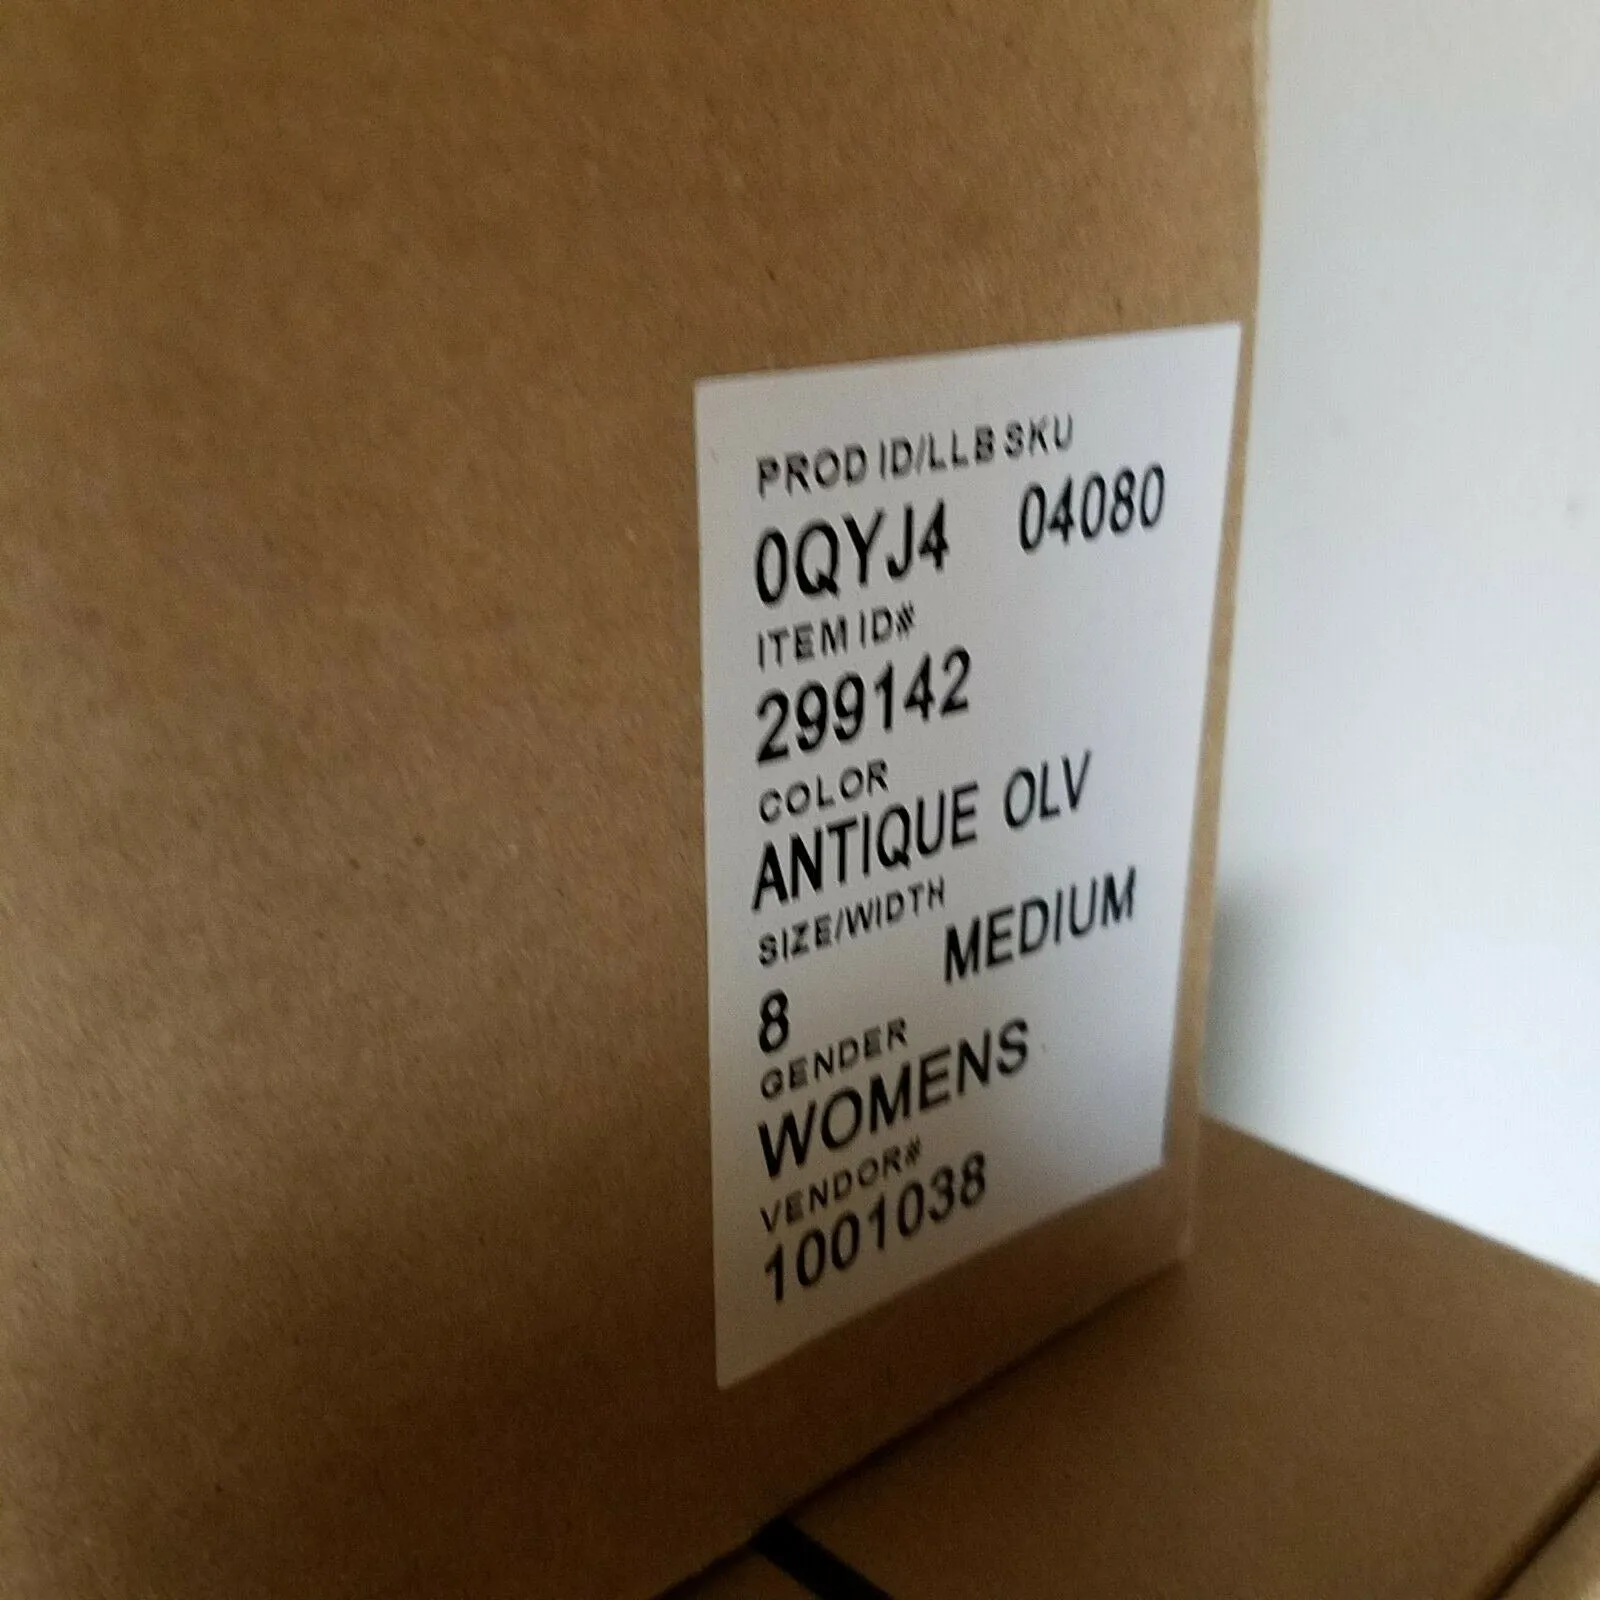 PROD ID/LLB SKU
0QYJ4 04080
ITEM ID#
299142
COLOR
ANTIQUE OLV
SIZE/WIDTH
8 MEDIUM
GENDER
WOMENS
VENDOR#
1001038